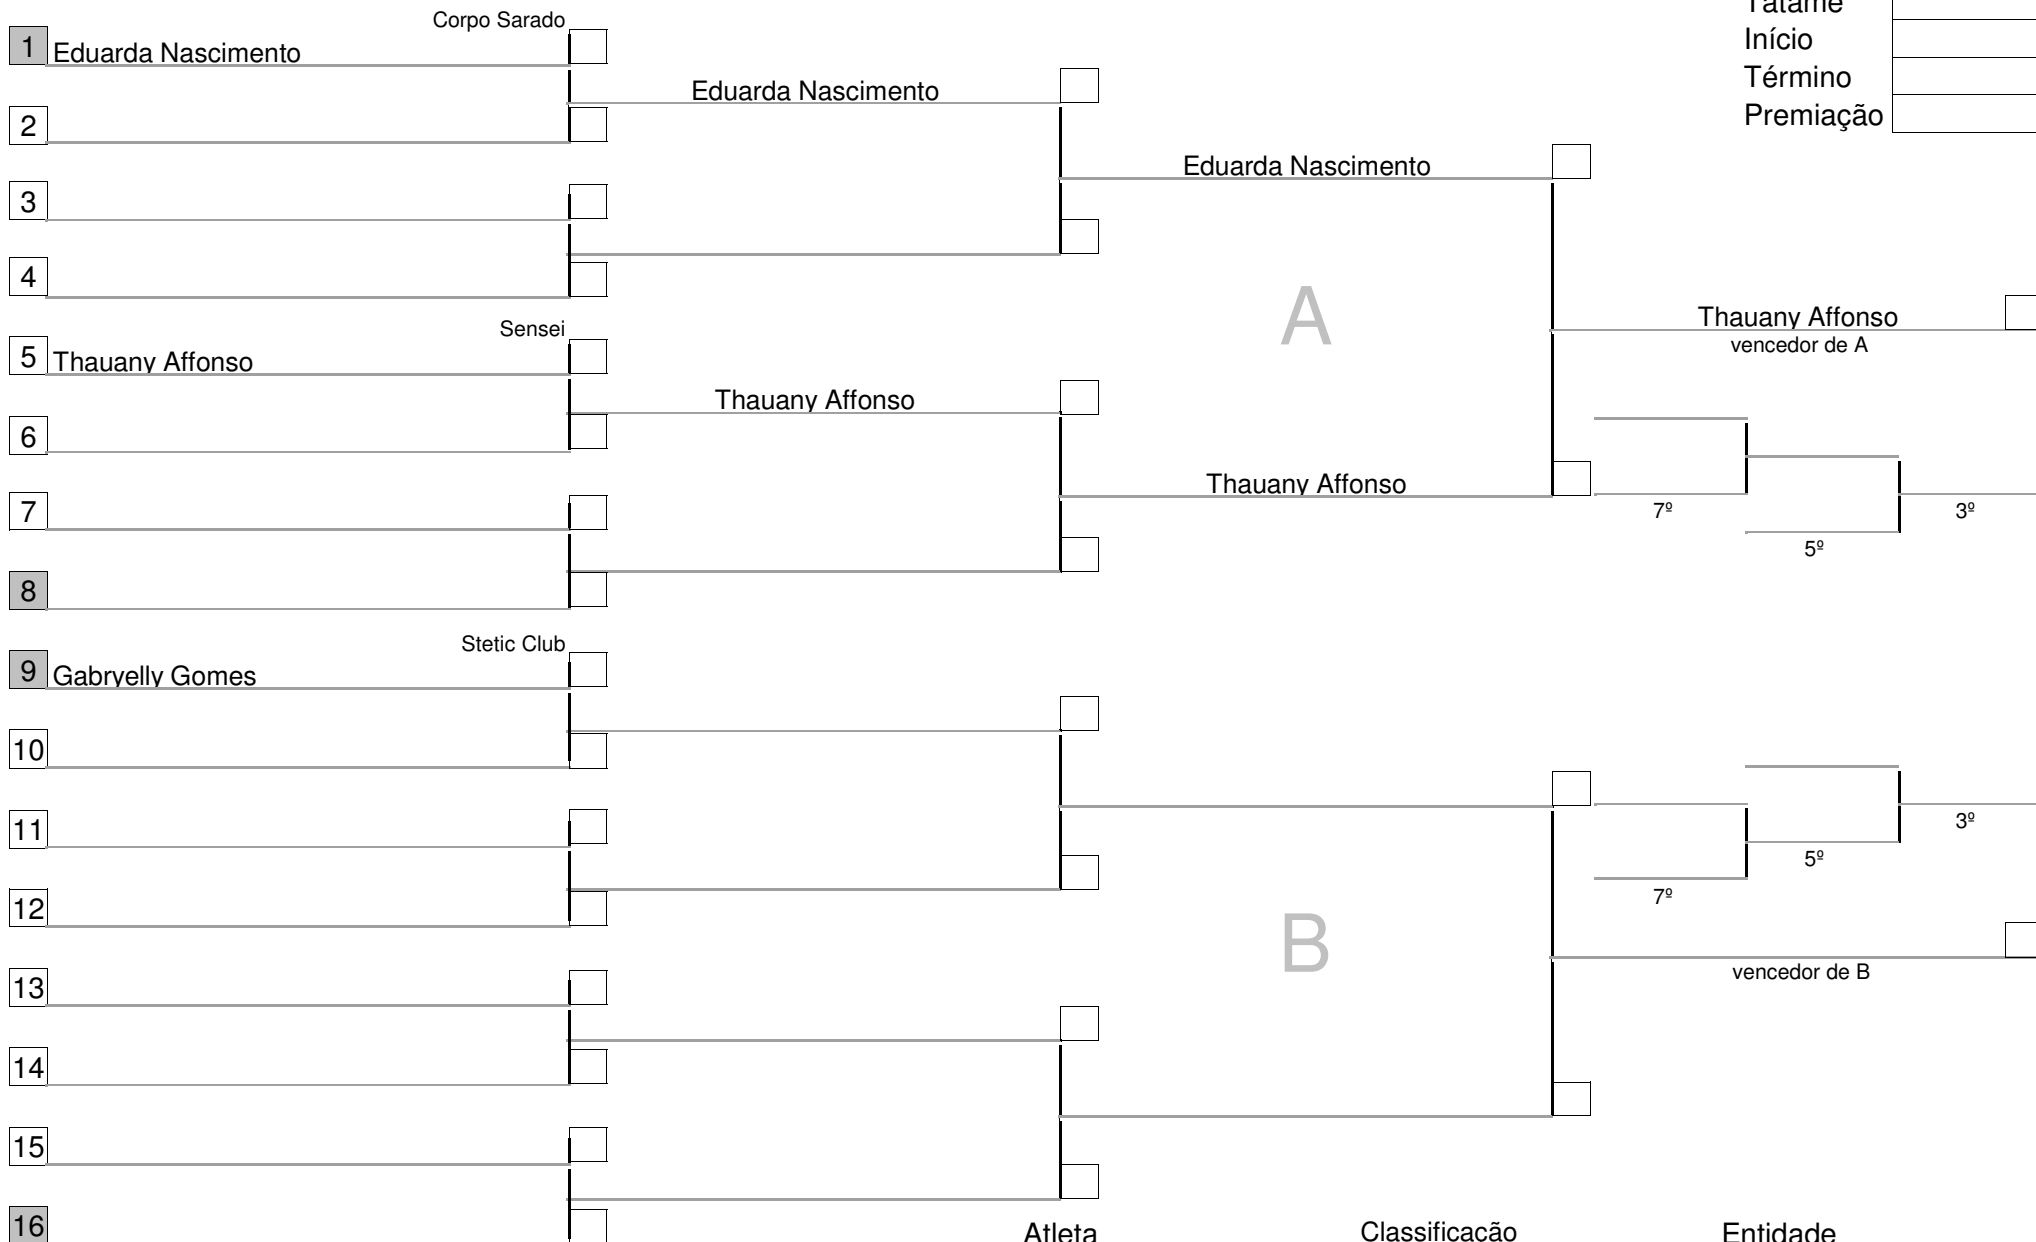 Corpo Sarado
Tatame
1 Eduarda Nascimento
Início
Eduarda Nascimento
Término
2
Premiação
Eduarda Nascimento
3
4
A
Sensei
Thauany Affonso
vencedor de A
5 Thauany Affonso
Thauany Affonso
6
Thauany Affonso
7
7º
3º
5º
8
Stetic Club
9 Gabryelly Gomes
10
11
3º
5º
7º
12
B
vencedor de B
13
14
15
16
Atleta
Classificação
Entidade